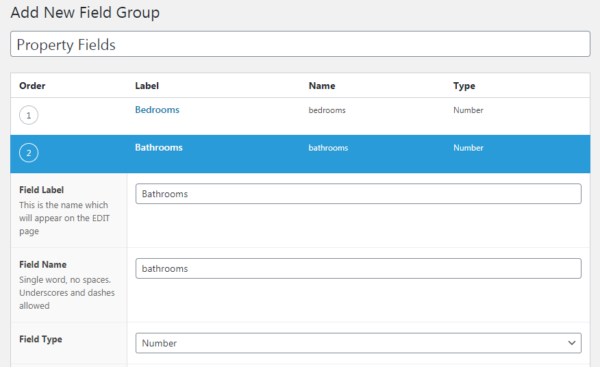 Add New Field Group
Property Fields
Order Label Name Type
1 Bedrooms bedrooms Number
2 Bathrooms bathrooms Number
Field Label
This is the name which
will appear on the EDIT
page
Bathrooms
Field Name
Single word, no spaces.
Underscores and dashes
allowed
bathrooms
Field Type
Number